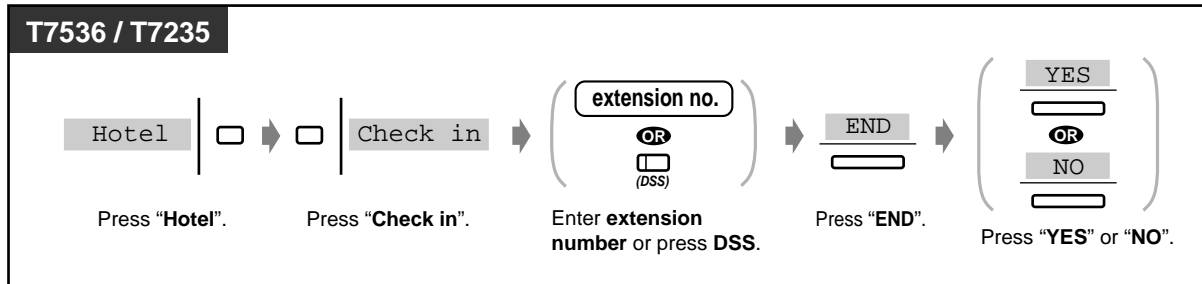 T7536 / T7235
Hotel
Press “Hotel”.
Check in
Press “Check in”.
extension no.
OR
(DSS)
Enter extension
number or press DSS.
END
Press “END”.
YES
OR
NO
Press “YES” or “NO”.